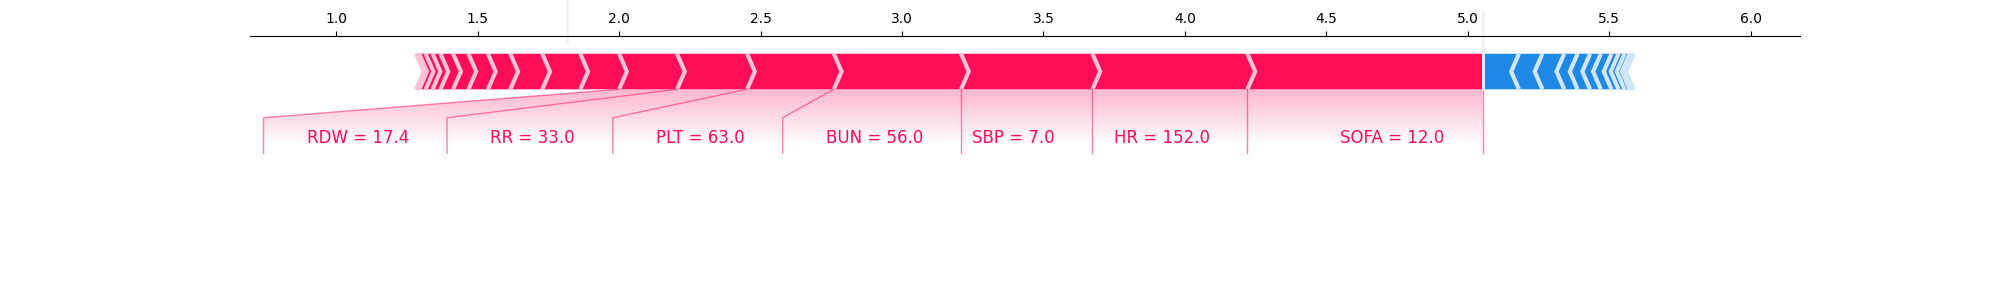 1.0 1.5 2.0 2.5 3.0 3.5 4.0 4.5 5.0 5.5 6.0
RDW = 17.4 RR = 33.0 PLT = 63.0 BUN = 56.0 SBP = 7.0 HR = 152.0 SOFA = 12.0